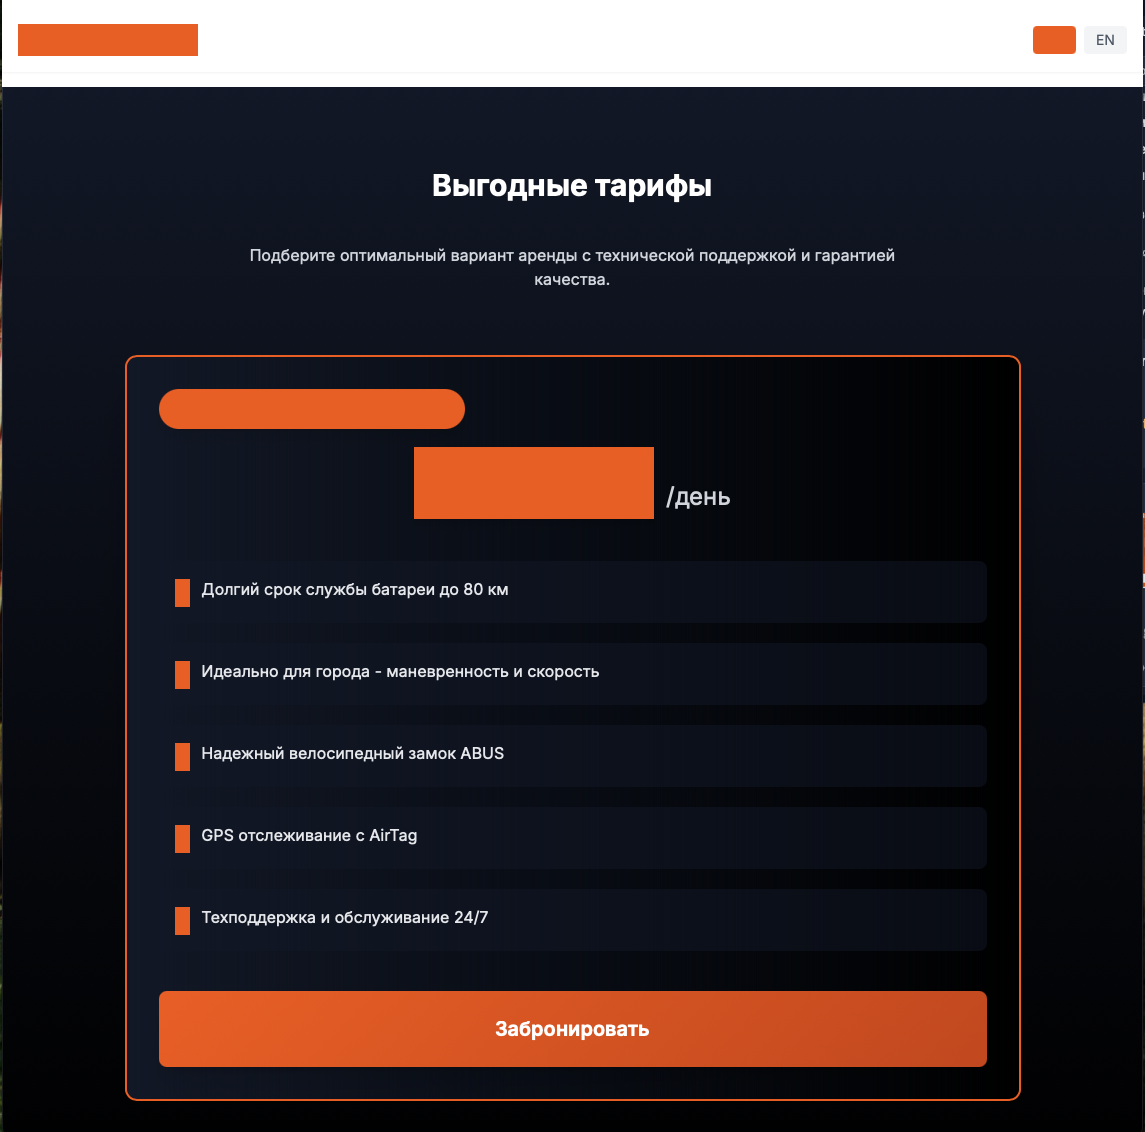 EN
Выгодные тарифы
Подберите оптимальный вариант аренды с технической поддержкой и гарантией
качества.
/день
Долгий срок службы батареи до 80 км
Идеально для города - маневренность и скорость
Надежный велосипедный замок ABUS
GPS отслеживание с AirTag
Техподдержка и обслуживание 24/7
Забронировать